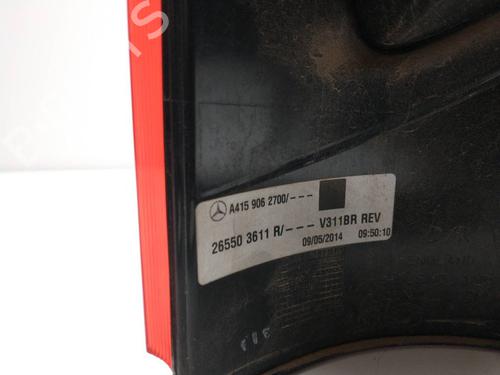 A415 906 2700/---
26550 3611 R/--- V311BR REV
09/05/2014 09:50:10